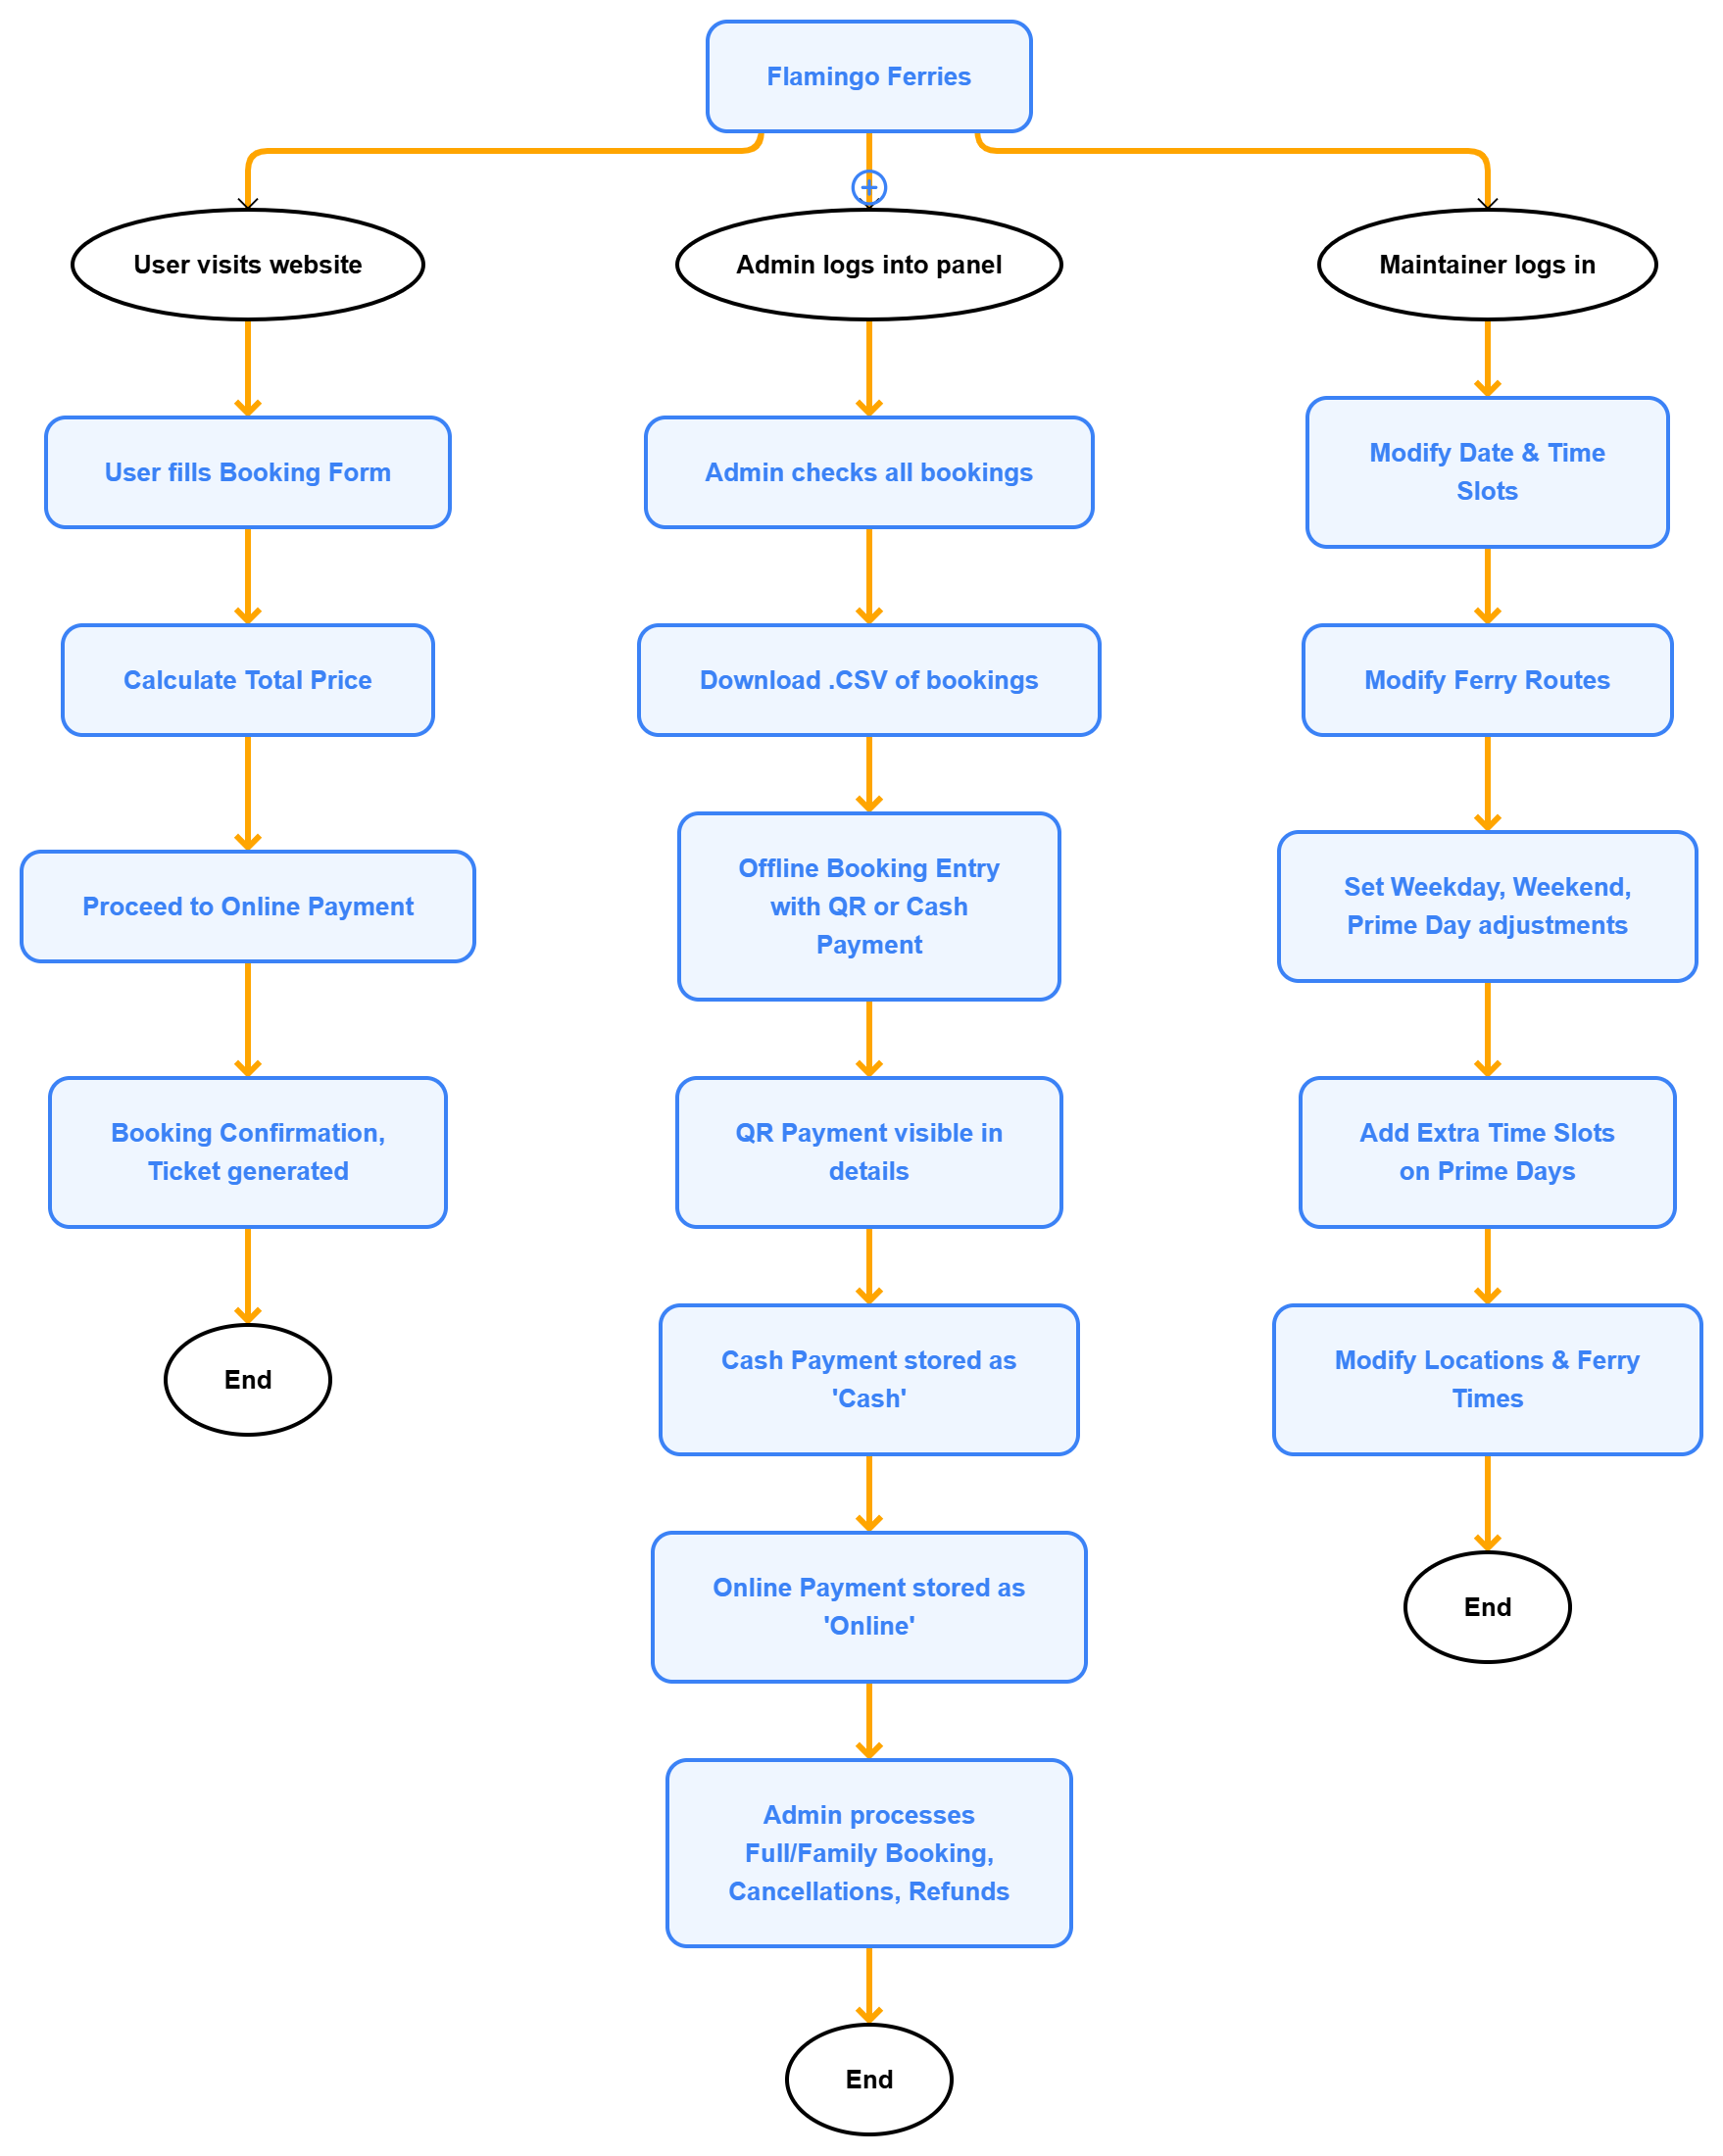 Flamingo Ferries
User visits website
User fills Booking Form
Calculate Total Price
Proceed to Online Payment
Booking Confirmation,
Ticket generated
End
Admin logs into panel
Admin checks all bookings
Download .CSV of bookings
Offline Booking Entry
with QR or Cash
Payment
QR Payment visible in
details
Cash Payment stored as
'Cash'
Online Payment stored as
'Online'
Admin processes
Full/Family Booking,
Cancellations, Refunds
End
Maintainer logs in
Modify Date & Time
Slots
Modify Ferry Routes
Set Weekday, Weekend,
Prime Day adjustments
Add Extra Time Slots
on Prime Days
Modify Locations & Ferry
Times
End